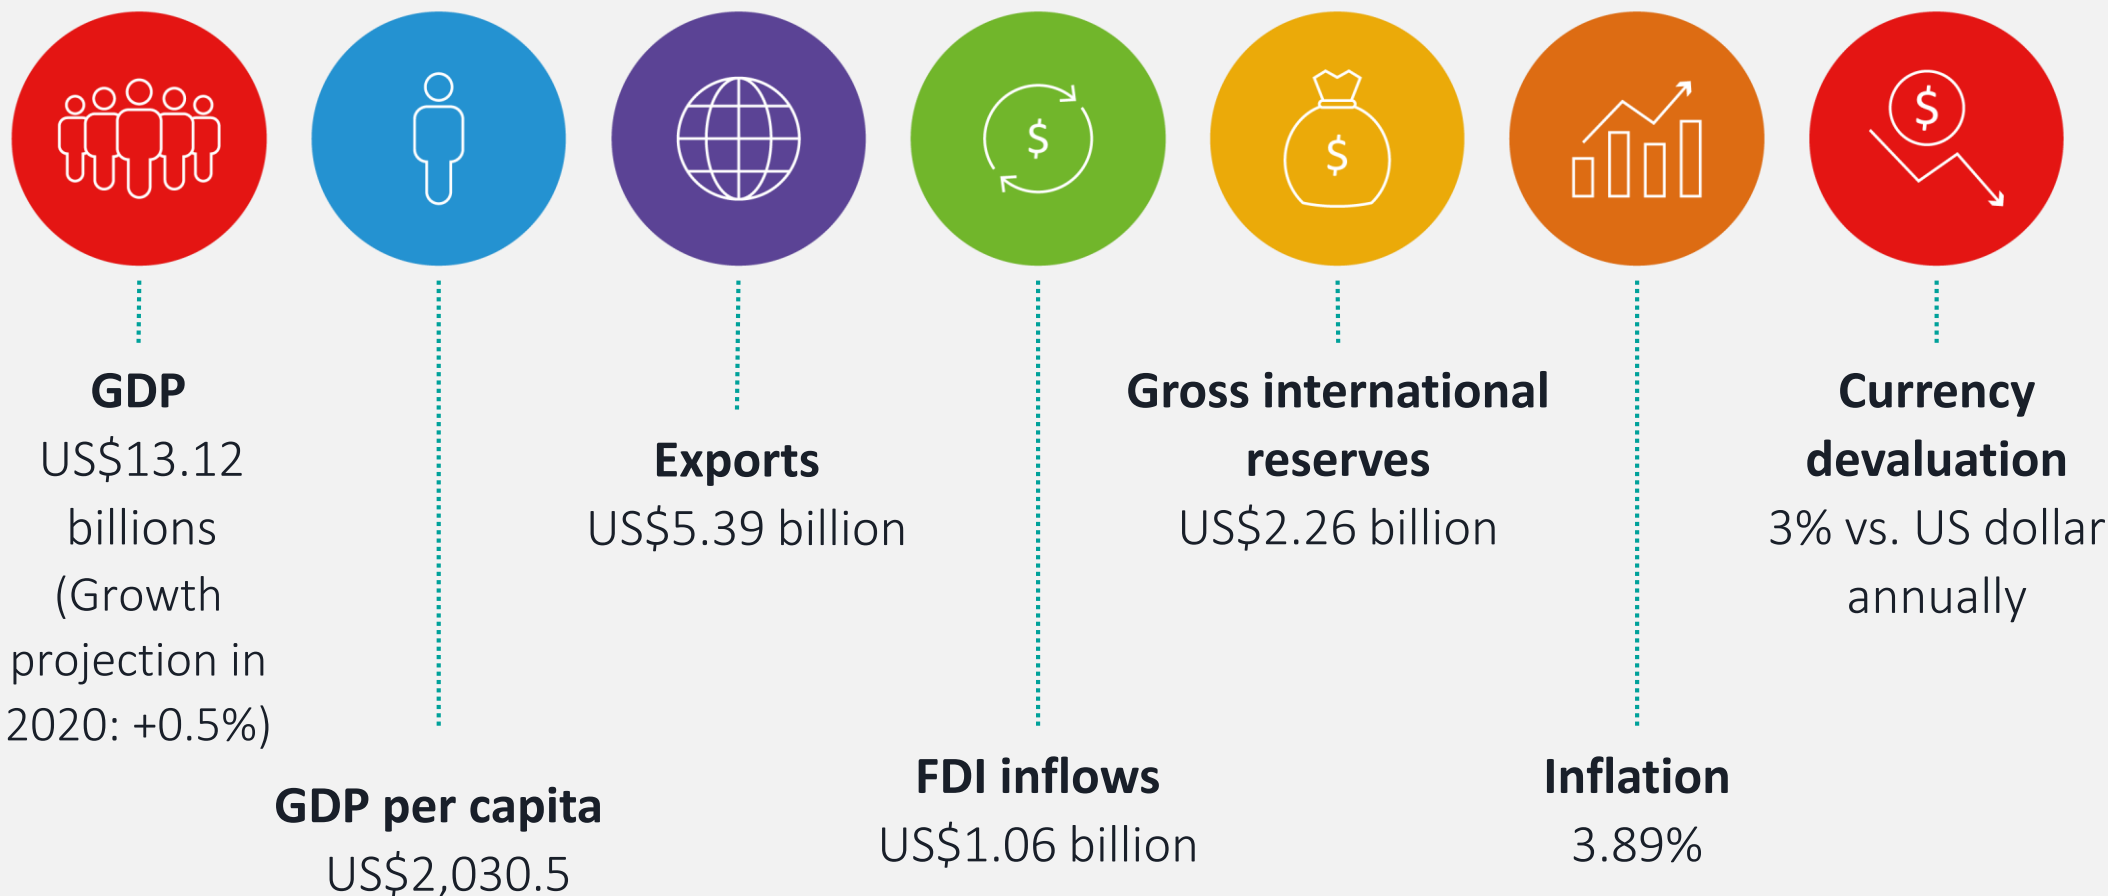 $
$
$
GDP
US$13.12
billions
(Growth
projection in
2020: +0.5%)
GDP per capita
US$2,030.5
Exports
US$5.39 billion
FDI inflows
US$1.06 billion
Gross international
reserves
US$2.26 billion
Inflation
3.89%
Currency
devaluation
3% vs. US dollar
annually